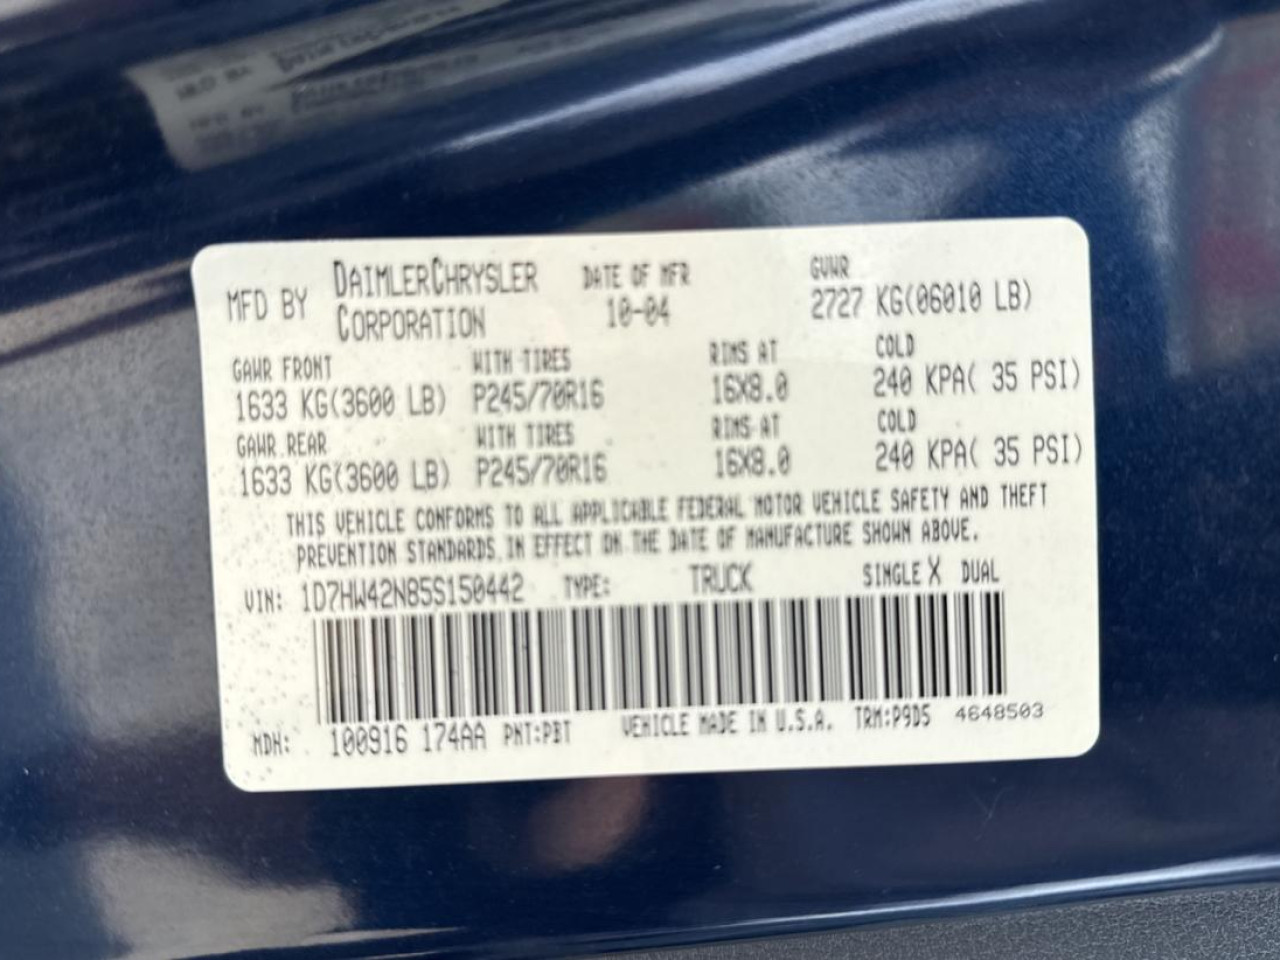 MFD BY DAIMLERCHRYSLER CORPORATION DATE OF MFR 10-04 GVWR 2727 KG(06010 LB)
GAWR FRONT WITH TIRES RIMS AT COLD
1633 KG(3600 LB) P245/70R16 16X8.0 240 KPA( 35 PSI)
GAWR REAR WITH TIRES RIMS AT COLD
1633 KG(3600 LB) P245/70R16 16X8.0 240 KPA( 35 PSI)
THIS VEHICLE CONFORMS TO ALL APPLICABLE FEDERAL MOTOR VEHICLE SAFETY AND THEFT
PREVENTION STANDARDS IN EFFECT ON THE DATE OF MANUFACTURE SHOWN ABOVE.
VIN: 1D7HW42N85S150442 TYPE: TRUCK SINGLE X DUAL
MDH: 100916 174AA PNT:PBT VEHICLE MADE IN U.S.A. TRM:P9D5 4648503